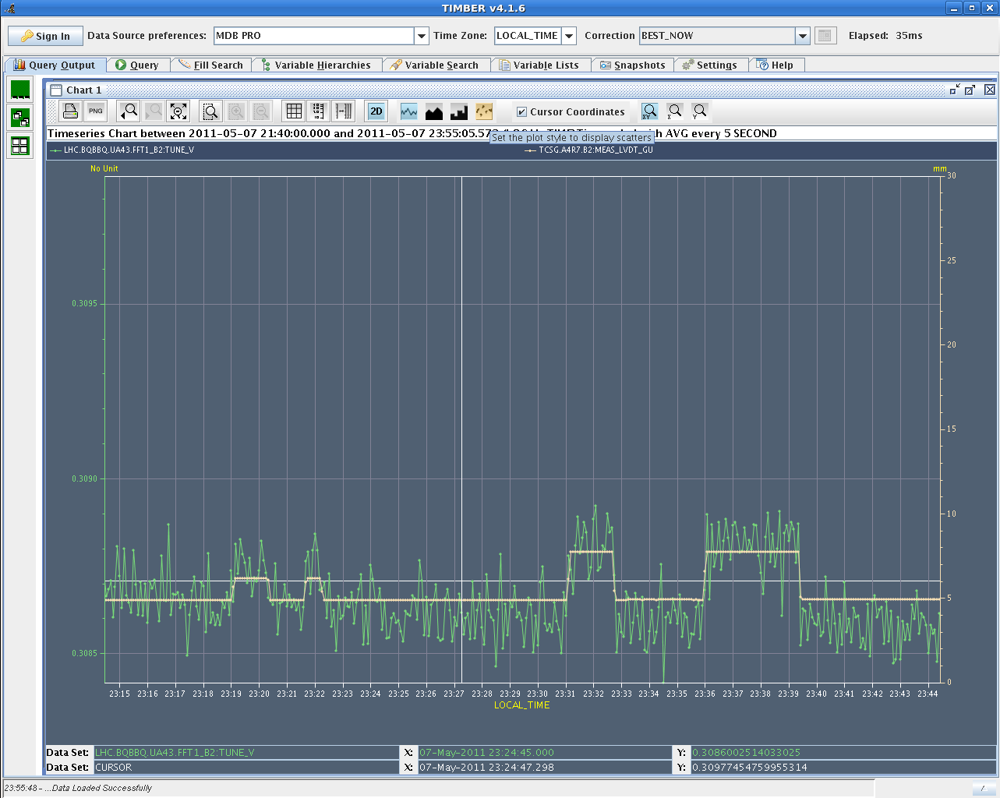 TIMBER v4.1.6
Sign In Data Source preferences: MDB PRO Time Zone: LOCAL_TIME Correction BEST_NOW Elapsed: 35ms
Query Output Query Fill Search Variable Hierarchies Variable Search Variable Lists Snapshots Settings Help
Chart 1
PNG 2D Cursor Coordinates XY X Y
Timeseries Chart between 2011-05-07 21:40:00.000 and 2011-05-07 23:55:05.573 h AVG every 5 SECOND
Set the plot style to display scatters
LHC.BQBBQ.UA43.FFT1_B2:TUNE_V TCSG.A4R7.B2:MEAS_LVDT_GU
No Unit mm
30
25
0.3095
20
15
0.3090
10
5
0.3085
0
23:15 23:16 23:17 23:18 23:19 23:20 23:21 23:22 23:23 23:24 23:25 23:26 23:27 23:28 23:29 23:30 23:31 23:32 23:33 23:34 23:35 23:36 23:37 23:38 23:39 23:40 23:41 23:42 23:43 23:44
LOCAL_TIME
Data Set: LHC.BQBBQ.UA43.FFT1_B2:TUNE_V X: 07-May-2011 23:24:45.000 Y: 0.3086002514033025
Data Set: CURSOR X: 07-May-2011 23:24:47.298 Y: 0.30977454759955314
23:55:48 - ...Data Loaded Successfully